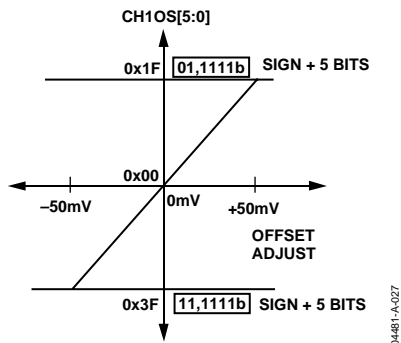 CH1OS[5:0]
0x1F 01,1111b SIGN + 5 BITS
0x00
–50mV 0mV +50mV
OFFSET
ADJUST
0x3F 11,1111b SIGN + 5 BITS
04481-A-027